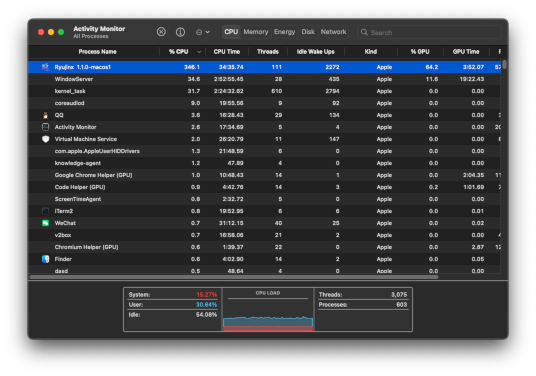 Activity Monitor
All Processes
CPU Memory Energy Disk Network
Search
Process Name % CPU CPU Time Threads Idle Wake Ups Kind % GPU GPU Time
Ryujinx 1.1.0-macos1 346.1 34:35.74 111 2272 Apple 64.2 3:52.07 57
WindowServer 34.6 2:52:55.45 28 435 Apple 11.6 19:22.43
kernel_task 31.7 2:24:32.62 610 2794 Apple 0.0 0.00
coreaudiod 9.0 19:55.56 9 92 Apple 0.0 0.00
QQ 3.6 16:28.43 29 134 Apple 0.0 0.00
Activity Monitor 2.6 17:34.69 5 4 Apple 0.0 0.00 20
Virtual Machine Service 2.0 26:20.79 11 147 Apple 0.0 0.00
com.apple.AppleUserHIDDrivers 1.3 21:48.59 6 0 Apple 0.0 0.00
knowledge-agent 1.2 47.89 4 0 Apple 0.0 0.00
Google Chrome Helper (GPU) 1.0 10:48.43 14 1 Apple 0.0 2:04.35 11
Code Helper (GPU) 0.9 4:42.76 14 3 Apple 0.2 1:01.69
ScreenTimeAgent 0.8 2:32.72 5 0 Apple 0.0 0.00
iTerm2 0.8 19:52.95 6 6 Apple 0.0 0.01
WeChat 0.7 31:12.15 40 25 Apple 0.0 0.02
v2box 0.7 16:58.06 21 2 Apple 0.0 0.00
Chromium Helper (GPU) 0.6 1:39.37 22 0 Apple 0.0 2.87 12
Finder 0.6 4:02.90 14 2 Apple 0.0 0.05
dasd 0.5 48.64 4 0 Apple 0.0 0.00
System: 15.27%
User: 30.64%
Idle: 54.08%
CPU LOAD
Threads: 3,075
Processes: 603